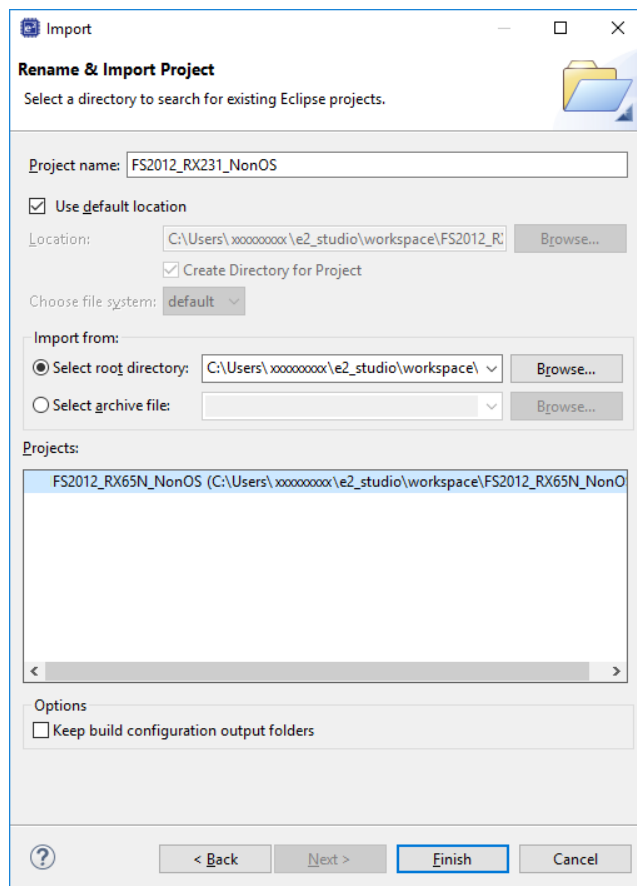 Import
Rename & Import Project
Select a directory to search for existing Eclipse projects.
Project name: FS2012_RX231_NonOS
Use default location
Location: C:\Users\ xxxxxxxxx \e2_studio\workspace\FS2012_R Browse...
Create Directory for Project
Choose file system: default
Import from:
Select root directory: C:\Users\ xxxxxxxxx\e2_studio\workspace\ Browse...
Select archive file: Browse...
Projects:
FS2012_RX65N_NonOS (C:\Users\ xxxxxxxxx\e2_studio\workspace\FS2012_RX65N_NonO
Options
Keep build configuration output folders
? < Back Next > Finish Cancel